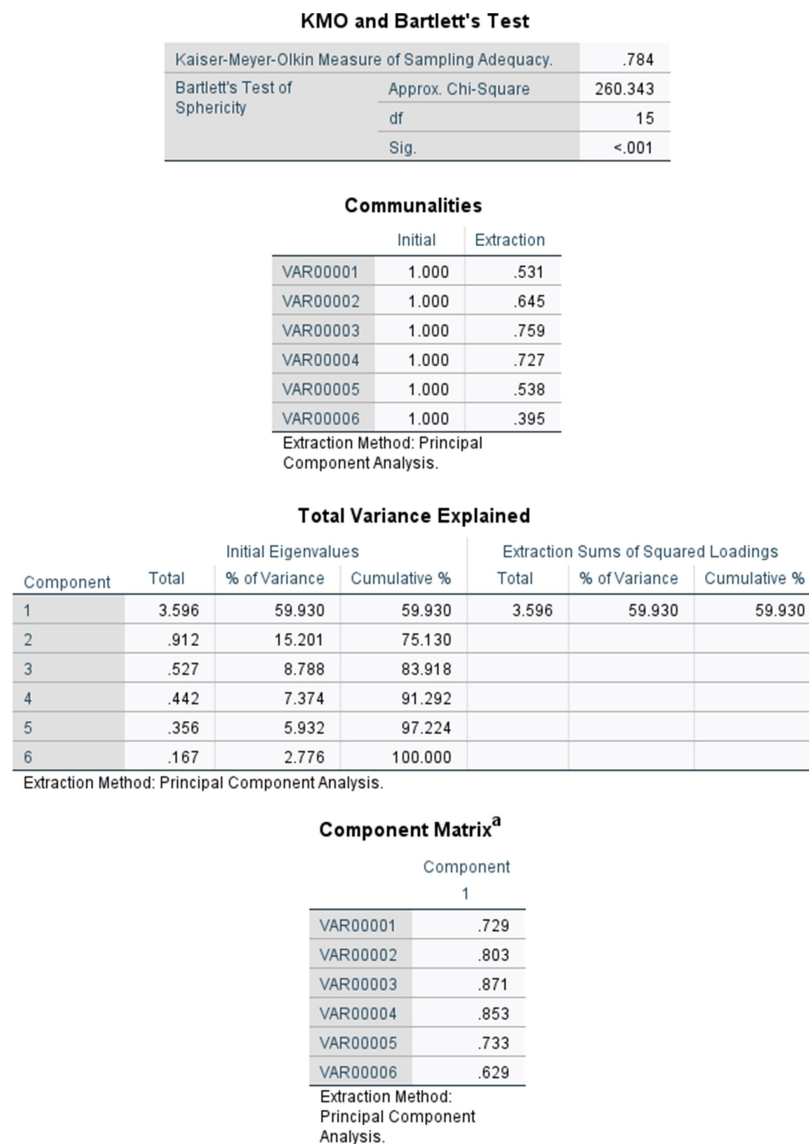 KMO and Bartlett's Test
Kaiser-Meyer-Olkin Measure of Sampling Adequacy. .784
Bartlett's Test of Sphericity Approx. Chi-Square 260.343
df 15
Sig. <.001
Communalities
Initial Extraction
VAR00001 1.000 .531
VAR00002 1.000 .645
VAR00003 1.000 .759
VAR00004 1.000 .727
VAR00005 1.000 .538
VAR00006 1.000 .395
Extraction Method: Principal
Component Analysis.
Total Variance Explained
Initial Eigenvalues Extraction Sums of Squared Loadings
Component Total % of Variance Cumulative % Total % of Variance Cumulative %
1 3.596 59.930 59.930 3.596 59.930 59.930
2 .912 15.201 75.130
3 .527 8.788 83.918
4 .442 7.374 91.292
5 .356 5.932 97.224
6 .167 2.776 100.000
Extraction Method: Principal Component Analysis.
Component Matrixa
Component
1
VAR00001 .729
VAR00002 .803
VAR00003 .871
VAR00004 .853
VAR00005 .733
VAR00006 .629
Extraction Method:
Principal Component
Analysis.